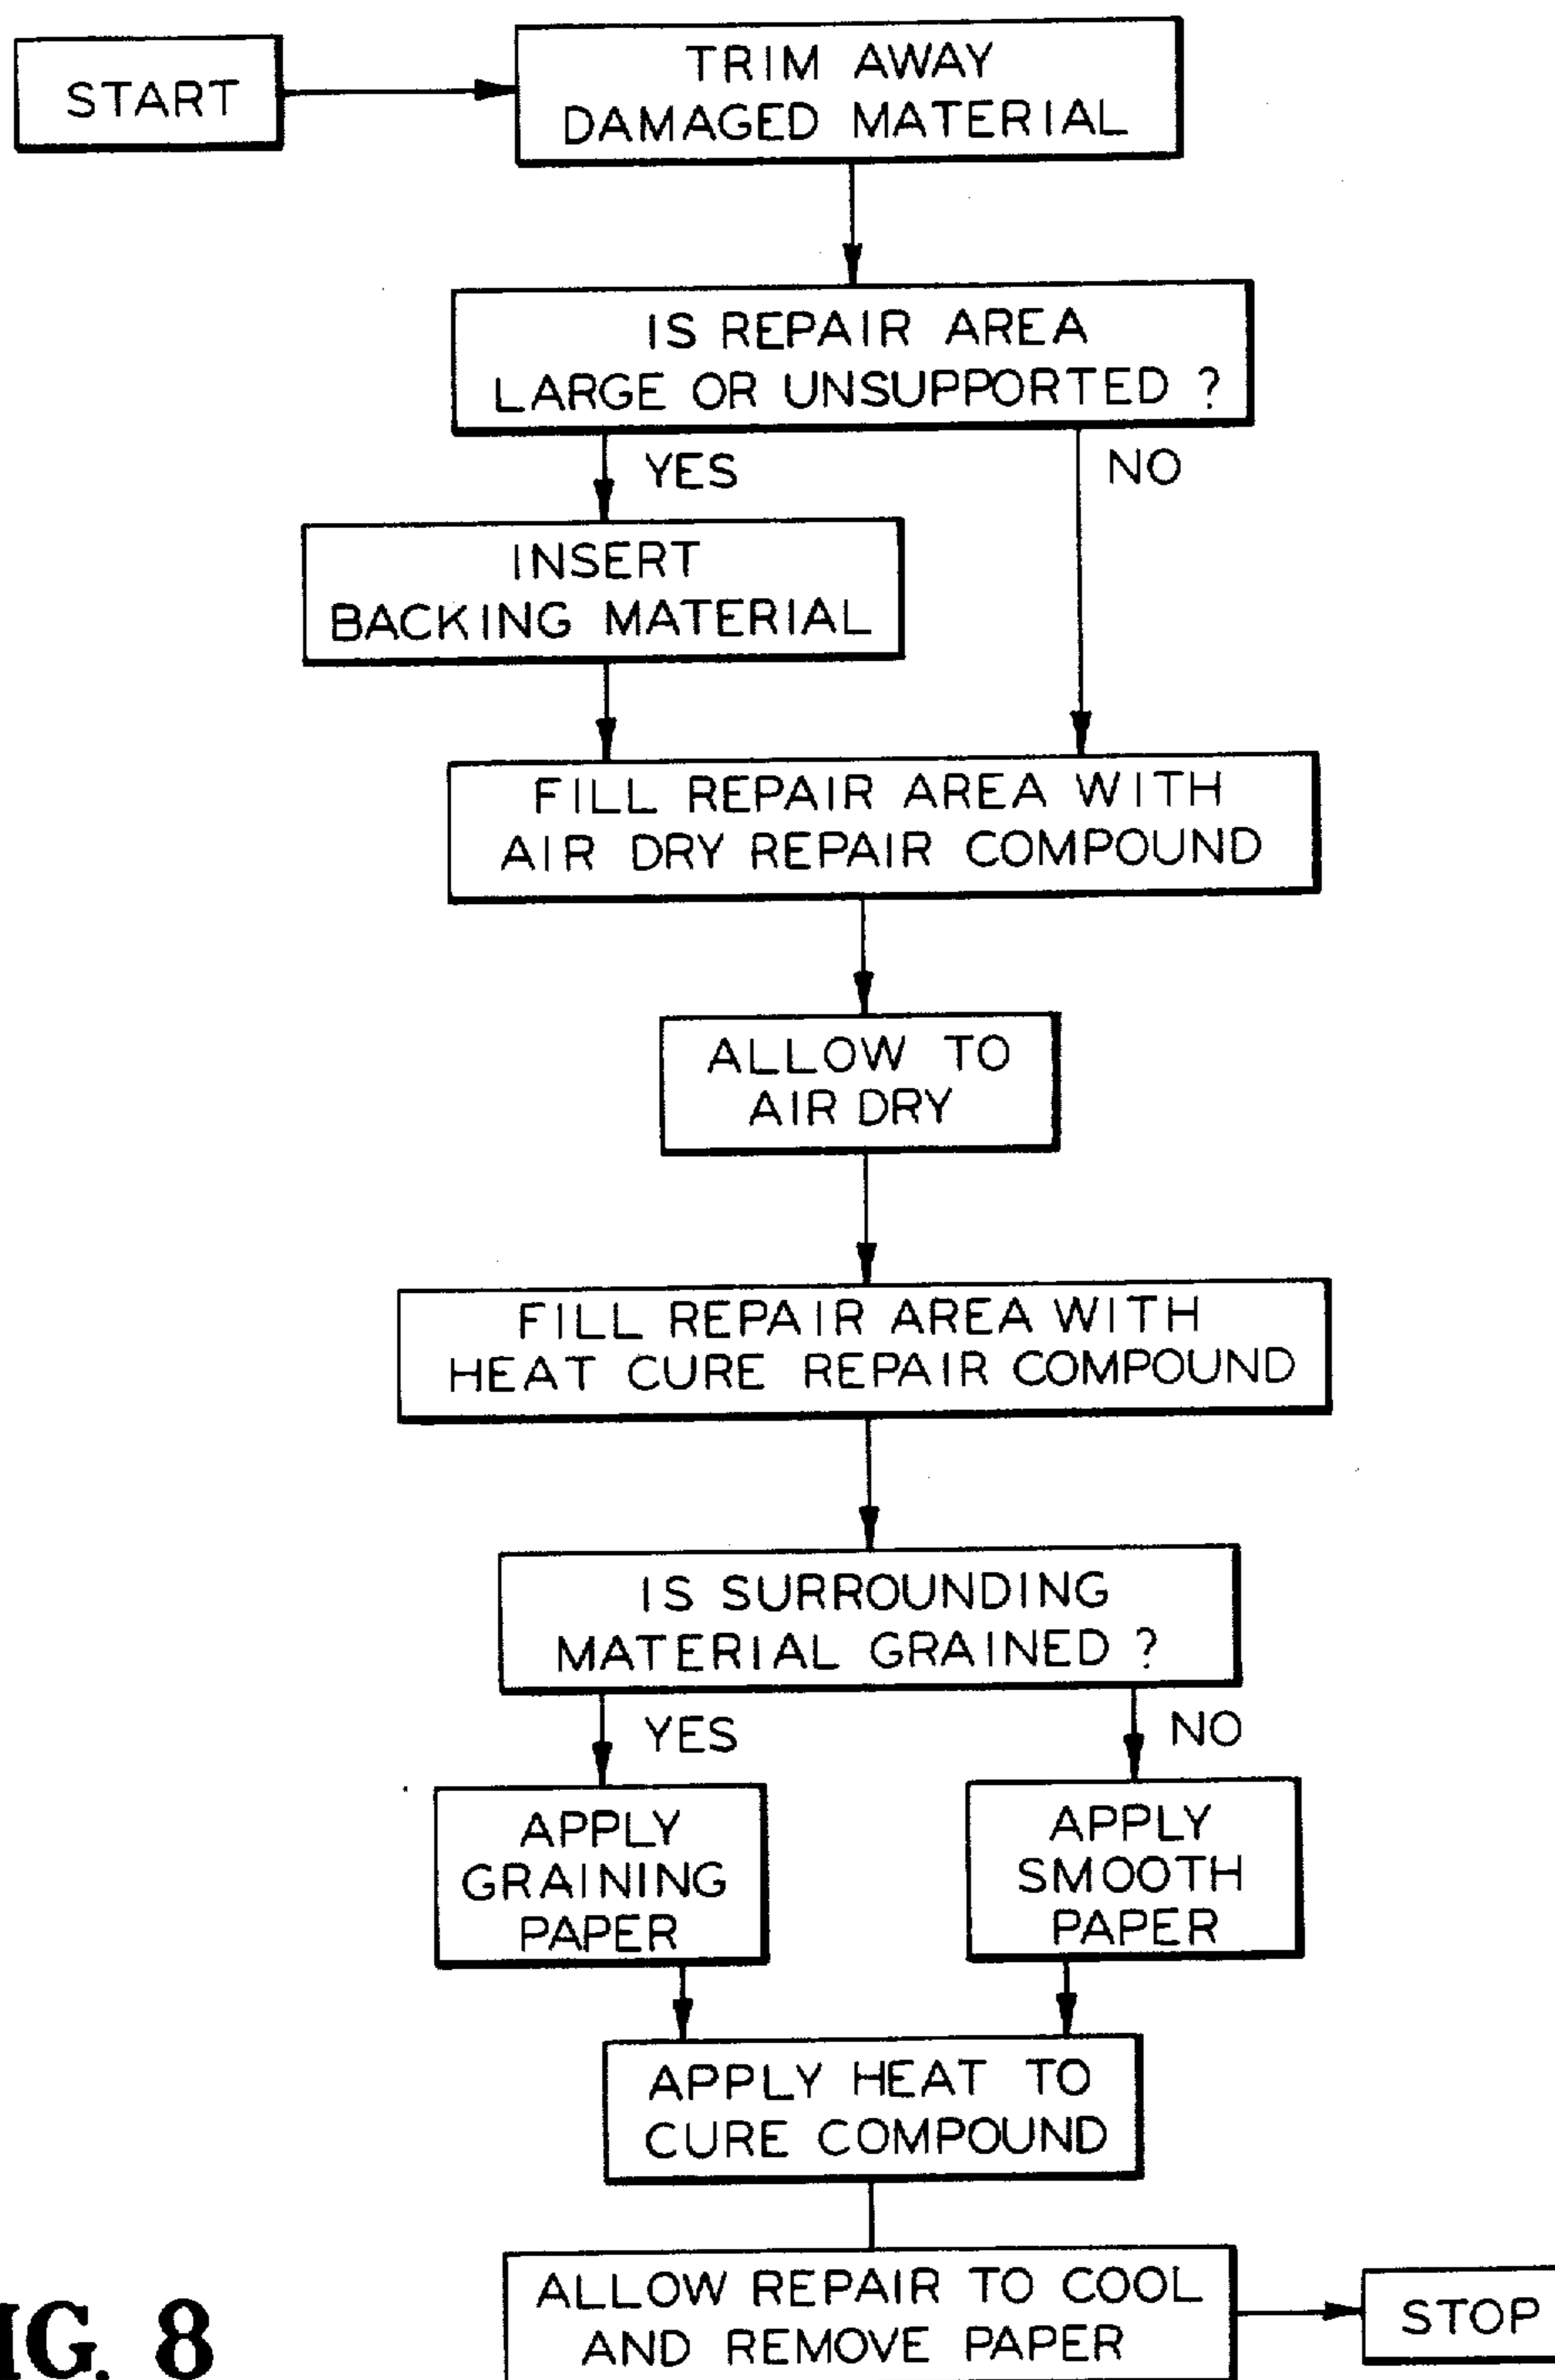 START
TRIM AWAY
DAMAGED MATERIAL
IS REPAIR AREA
LARGE OR UNSUPPORTED ?
YES
NO
INSERT
BACKING MATERIAL
FILL REPAIR AREA WITH
AIR DRY REPAIR COMPOUND
ALLOW TO
AIR DRY
FILL REPAIR AREA WITH
HEAT CURE REPAIR COMPOUND
IS SURROUNDING
MATERIAL GRAINED ?
YES
NO
APPLY
GRAINING
PAPER
APPLY
SMOOTH
PAPER
APPLY HEAT TO
CURE COMPOUND
ALLOW REPAIR TO COOL
AND REMOVE PAPER
STOP
IG. 8